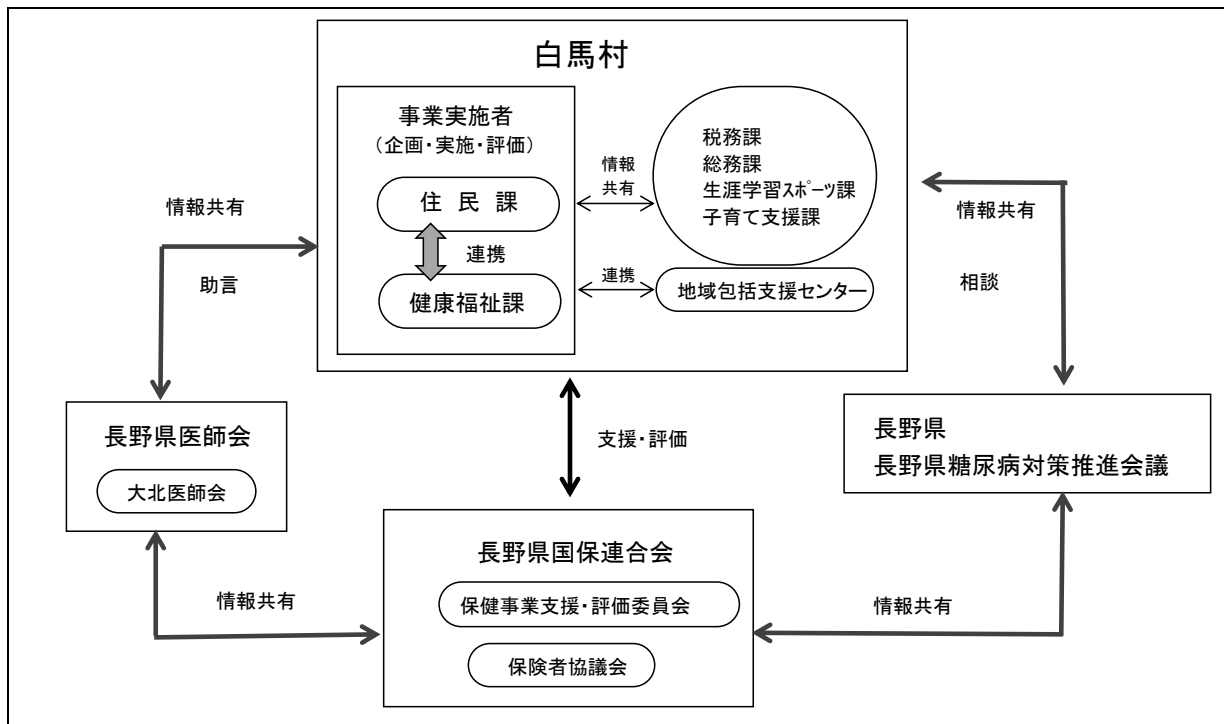 白馬村
事業実施者
(企画・実施・評価)
住民課
連携
健康福祉課
情報
共有
税務課
総務課
生涯学習スポーツ課
子育て支援課
連携
地域包括支援センター
情報共有
助言
情報共有
相談
支援・評価
長野県医師会
大北医師会
長野県
長野県糖尿病対策推進会議
長野県国保連合会
保健事業支援・評価委員会
保険者協議会
情報共有
情報共有